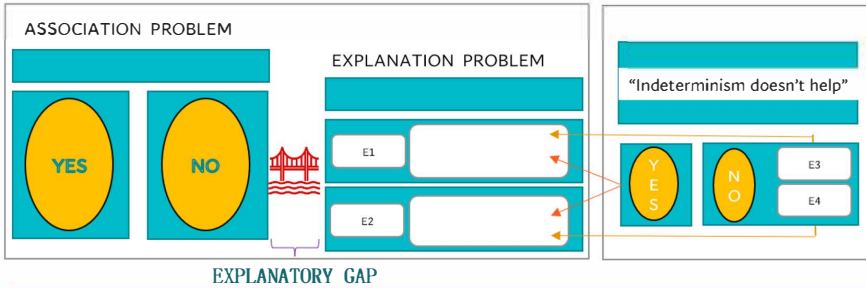 ASSOCIATION PROBLEM
YES
NO
EXPLANATORY GAP
EXPLANATION PROBLEM
E1
E2
“Indeterminism doesn’t help”
YES
NO
E3
E4